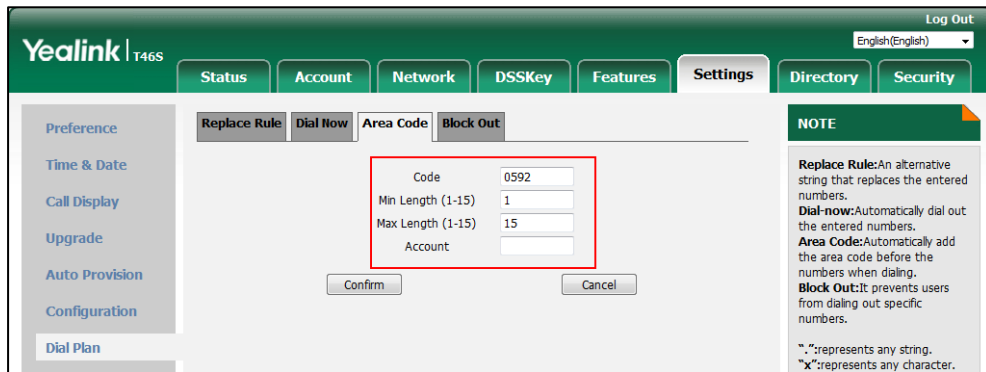 Log Out
Yealink T46S
English(English)
Status Account Network DSSKey Features Settings Directory Security
Preference
Time & Date
Call Display
Upgrade
Auto Provision
Configuration
Dial Plan
Replace Rule Dial Now Area Code Block Out
Code 0592
Min Length (1-15) 1
Max Length (1-15) 15
Account
Confirm Cancel
NOTE
Replace Rule:An alternative
string that replaces the entered
numbers.
Dial-now:Automatically dial out
the entered numbers.
Area Code:Automatically add
the area code before the
numbers when dialing.
Block Out:It prevents users
from dialing out specific
numbers.
".":represents any string.
"x":represents any character.